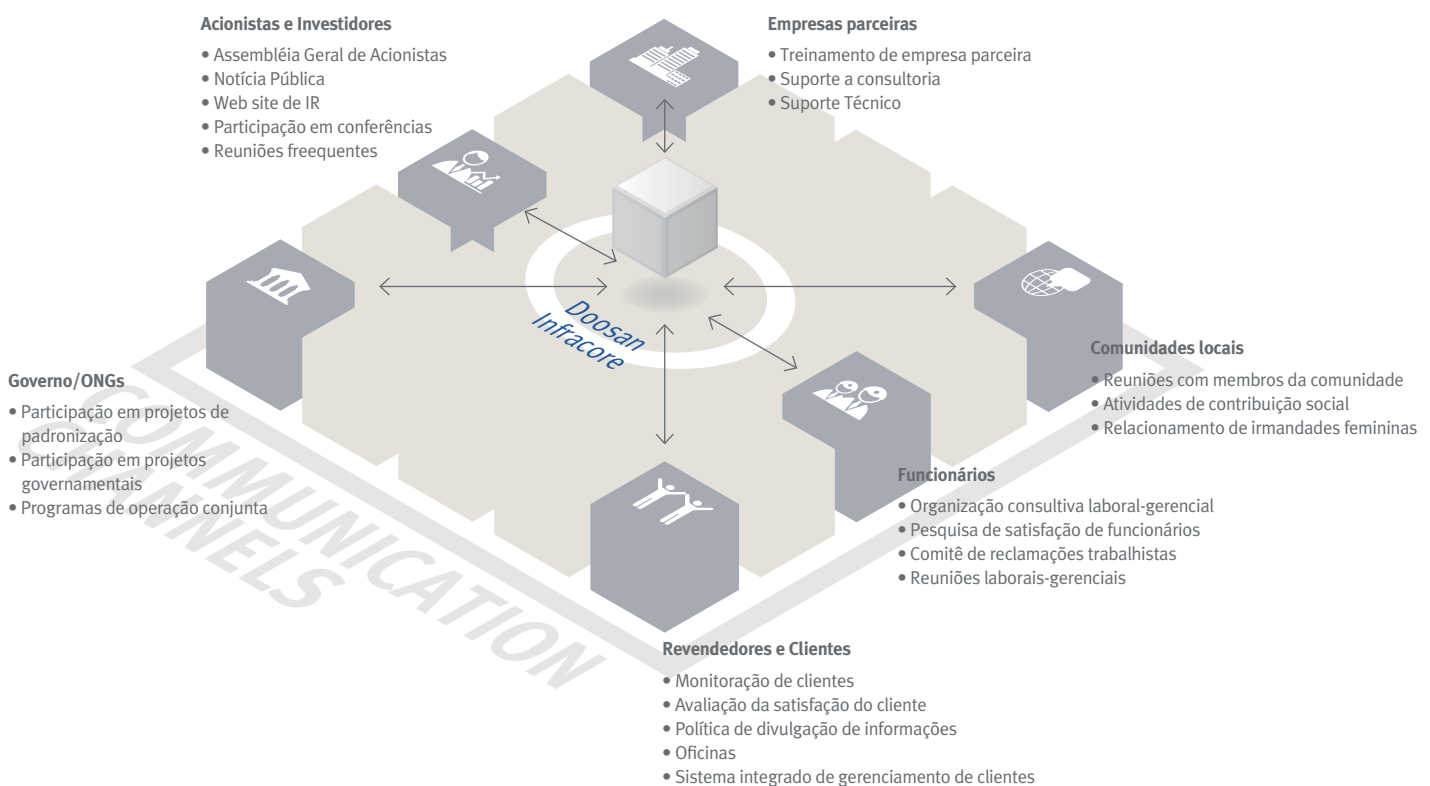 Acionistas e Investidores
• Assembléia Geral de Acionistas
• Notícia Pública
• Web site de IR
• Participação em conferências
• Reuniões freequentes
Empresas parceiras
• Treinamento de empresa parceira
• Suporte a consultoria
• Suporte Técnico
Doosan
Infracore
Governo/ONGs
• Participação em projetos de
padronização
• Participação em projetos
governamentais
• Programas de operação conjunta
COMMUNICATION
CHANNELS
Comunidades locais
• Reuniões com membros da comunidade
• Atividades de contribuição social
• Relacionamento de irmandades femininas
Funcionários
• Organização consultiva laboral-gerencial
• Pesquisa de satisfação de funcionários
• Comitê de reclamações trabalhistas
• Reuniões laborais-gerenciais
Revendedores e Clientes
• Monitoração de clientes
• Avaliação da satisfação do cliente
• Política de divulgação de informações
• Oficinas
• Sistema integrado de gerenciamento de clientes